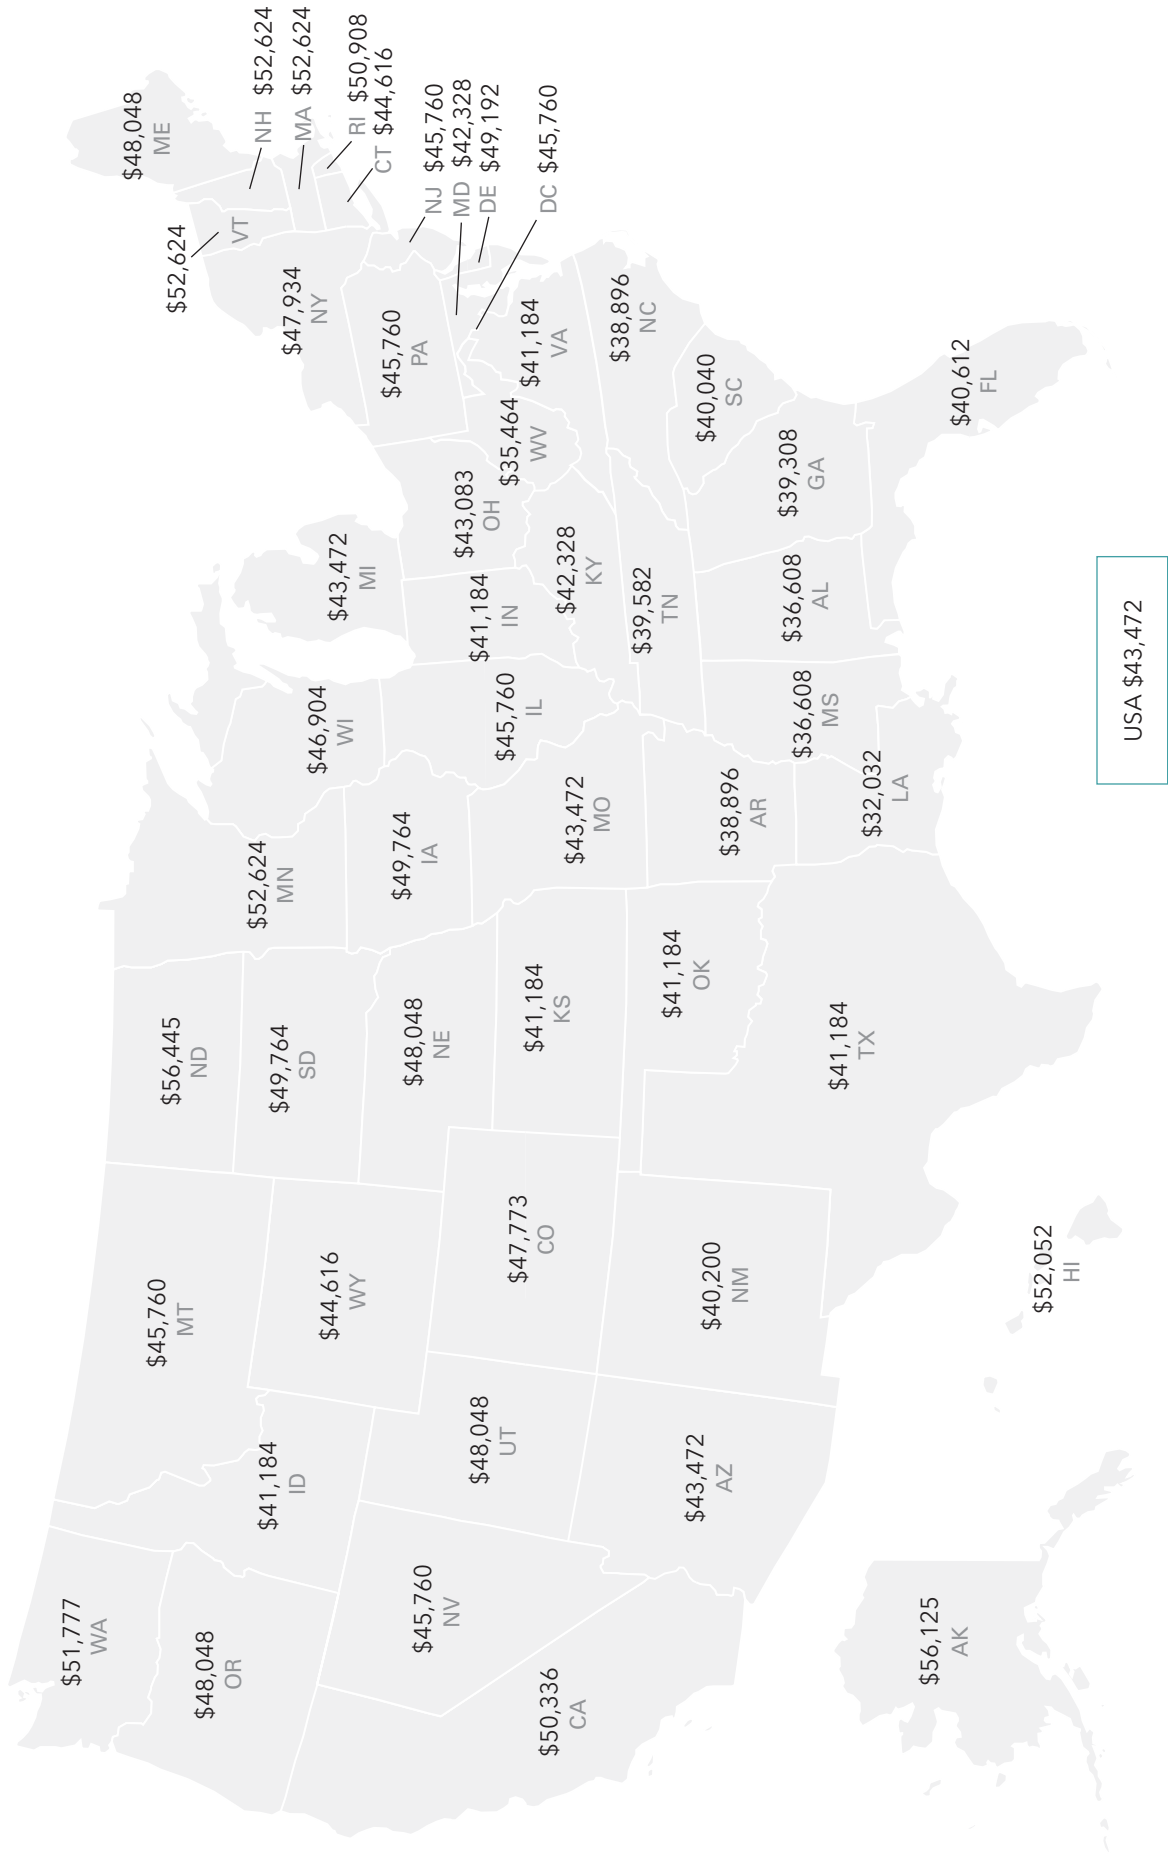 $51,777
WA
$48,048
OR
$50,336
CA
$45,760
NV
$41,184
ID
$45,760
MT
$44,616
WY
$48,048
UT
$43,472
AZ
$47,773
CO
$40,200
NM
$56,445
ND
$49,764
SD
$48,048
NE
$41,184
KS
$41,184
OK
$41,184
TX
$52,624
MN
$49,764
IA
$43,472
MO
$38,896
AR
$32,032
LA
$46,904
WI
$45,760
IL
$36,608
MS
$43,472
MI
$41,184
IN
$42,328
KY
$39,582
TN
$36,608
AL
$43,083
OH
$35,464
WV
$39,308
GA
$40,612
FL
$40,040
SC
$38,896
NC
$41,184
VA
$45,760
PA
$47,934
NY
$52,624
VT
$48,048
ME
NH $52,624
MA $52,624
RI $50,908
CT $44,616
NJ $45,760
MD $42,328
DE $49,192
DC $45,760
$56,125
AK
$52,052
HI
USA $43,472